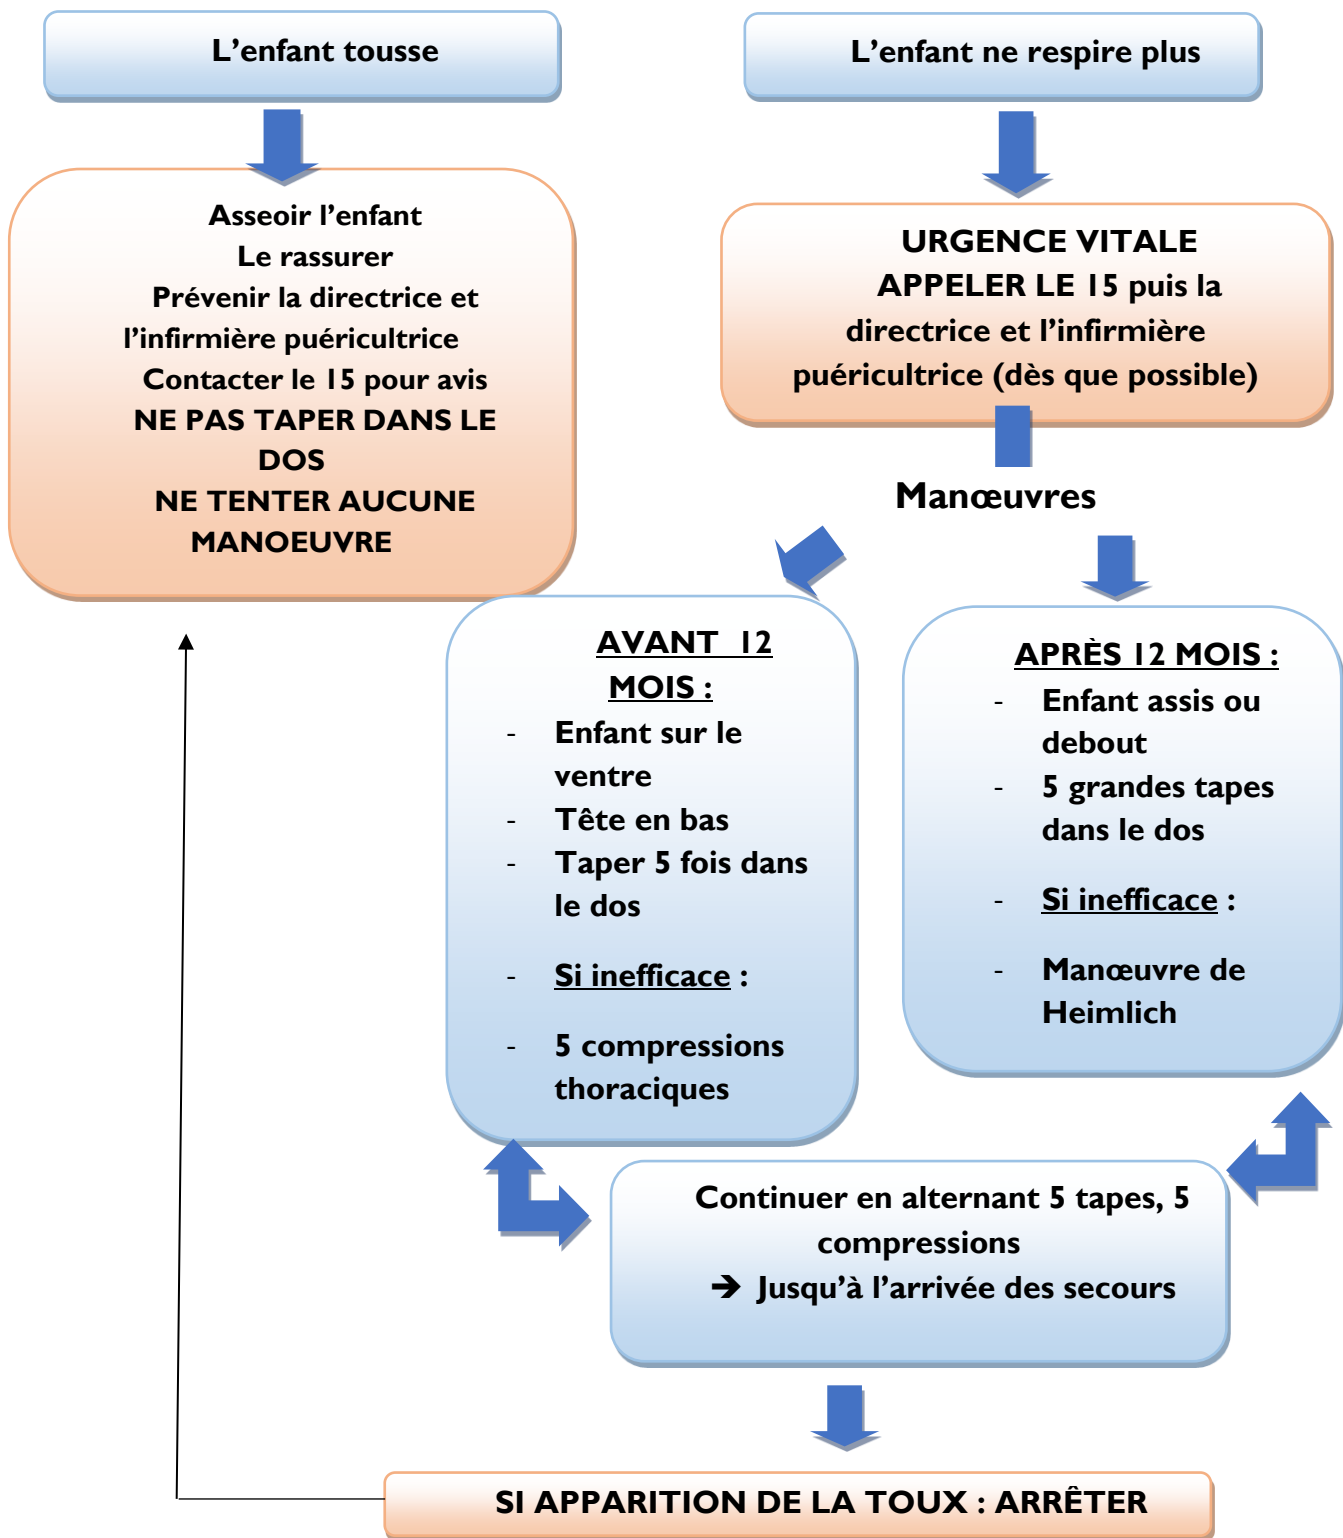 L’enfant tousse
Asseoir l’enfant
Le rassurer
Prévenir la directrice et
l’infirmière puéricultrice
Contacter le 15 pour avis
NE PAS TAPER DANS LE
DOS
NE TENTER AUCUNE
MANOEUVRE
L’enfant ne respire plus
URGENCE VITALE
APPELER LE 15 puis la
directrice et l’infirmière
puéricultrice (dès que possible)
Manœuvres
AVANT 12
MOIS :
- Enfant sur le
ventre
- Tête en bas
- Taper 5 fois dans
le dos
- Si inefficace :
- 5 compressions
thoraciques
APRÈS 12 MOIS :
- Enfant assis ou
debout
- 5 grandes tapes
dans le dos
- Si inefficace :
- Manœuvre de
Heimlich
Continuer en alternant 5 tapes, 5
compressions
➔ Jusqu’à l’arrivée des secours
SI APPARITION DE LA TOUX : ARRÊTER